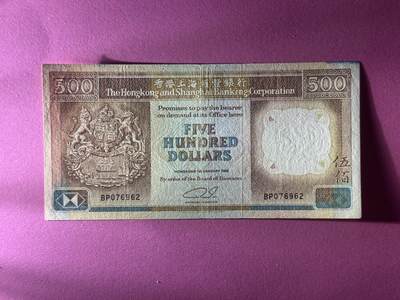 500 香港上海滙豐銀行 500
The Hongkong and Shanghai Banking Corporation
Promises to pay the bearer
on demand at its Office here
FIVE
HUNDRED
DOLLARS
伍佰
By order of the Board of Directors
BP076962 BP076962